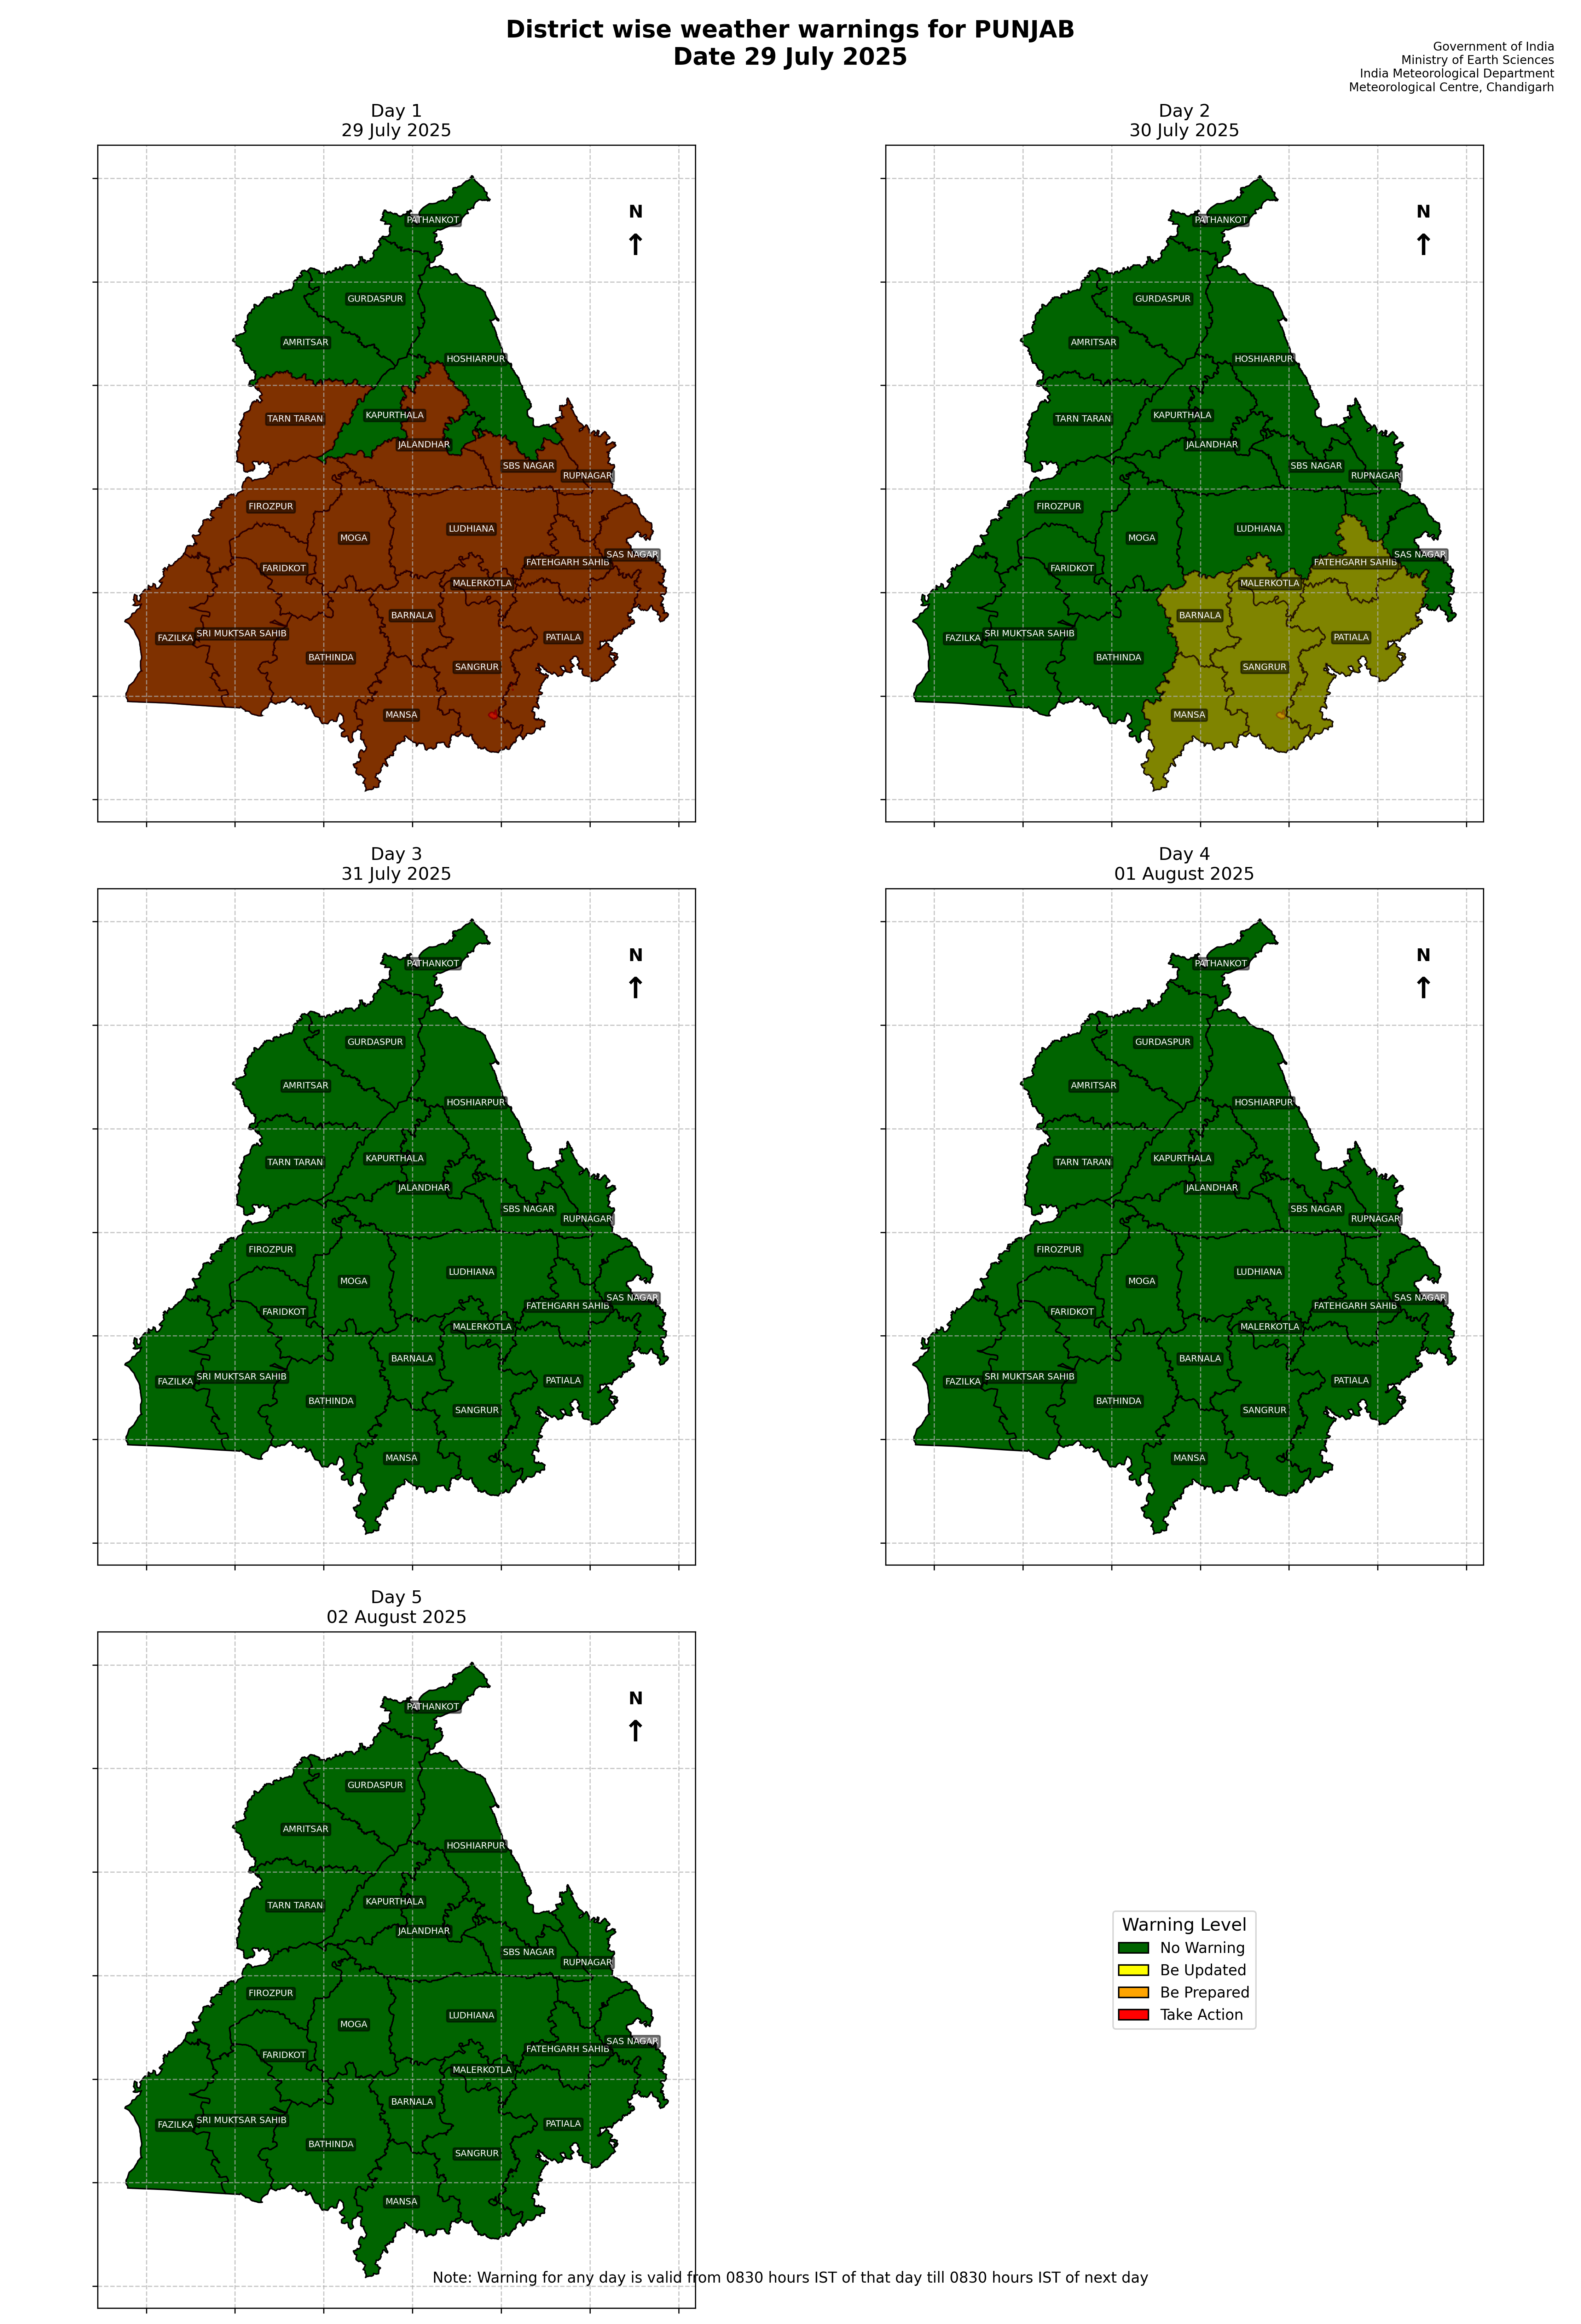 District wise weather warnings for PUNJAB
Date 29 July 2025
Government of India
Ministry of Earth Sciences
India Meteorological Department
Meteorological Centre, Chandigarh
Day 1
29 July 2025
N
PATHANKOT
GURDASPUR
AMRITSAR
HOSHIARPUR
KAPURTHALA
TARN TARAN
JALANDHAR
SBS NAGAR
RUPNAGAR
FIROZPUR
LUDHIANA
MOGA
SAS NAGAR
FATEHGARH SAHIB
FARIDKOT
MALERKOTLA
BARNALA
SRI MUKTSAR SAHIB
FAZILKA
PATIALA
BATHINDA
SANGRUR
MANSA
Day 2
30 July 2025
N
PATHANKOT
GURDASPUR
AMRITSAR
HOSHIARPUR
KAPURTHALA
TARN TARAN
JALANDHAR
SBS NAGAR
RUPNAGAR
FIROZPUR
LUDHIANA
MOGA
SAS NAGAR
FATEHGARH SAHIB
FARIDKOT
MALERKOTLA
BARNALA
SRI MUKTSAR SAHIB
FAZILKA
PATIALA
BATHINDA
SANGRUR
MANSA
Day 3
31 July 2025
N
PATHANKOT
GURDASPUR
AMRITSAR
HOSHIARPUR
KAPURTHALA
TARN TARAN
JALANDHAR
SBS NAGAR
RUPNAGAR
FIROZPUR
LUDHIANA
MOGA
SAS NAGAR
FATEHGARH SAHIB
FARIDKOT
MALERKOTLA
BARNALA
SRI MUKTSAR SAHIB
FAZILKA
PATIALA
BATHINDA
SANGRUR
MANSA
Day 4
01 August 2025
N
PATHANKOT
GURDASPUR
AMRITSAR
HOSHIARPUR
KAPURTHALA
TARN TARAN
JALANDHAR
SBS NAGAR
RUPNAGAR
FIROZPUR
LUDHIANA
MOGA
SAS NAGAR
FATEHGARH SAHIB
FARIDKOT
MALERKOTLA
BARNALA
SRI MUKTSAR SAHIB
FAZILKA
PATIALA
BATHINDA
SANGRUR
MANSA
Day 5
02 August 2025
N
PATHANKOT
GURDASPUR
AMRITSAR
HOSHIARPUR
KAPURTHALA
TARN TARAN
JALANDHAR
SBS NAGAR
RUPNAGAR
FIROZPUR
LUDHIANA
MOGA
SAS NAGAR
FATEHGARH SAHIB
FARIDKOT
MALERKOTLA
BARNALA
SRI MUKTSAR SAHIB
FAZILKA
PATIALA
BATHINDA
SANGRUR
MANSA
Warning Level
No Warning
Be Updated
Be Prepared
Take Action
Note: Warning for any day is valid from 0830 hours IST of that day till 0830 hours IST of next day